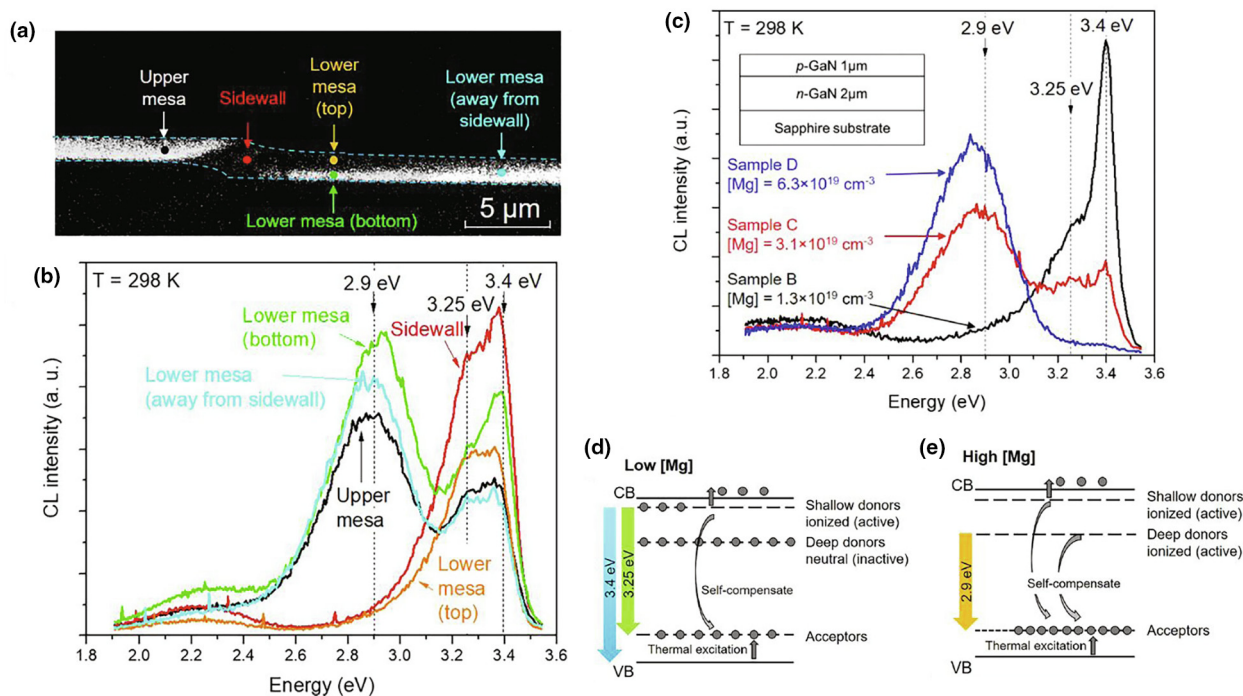 (a)
Upper
mesa
Sidewall
Lower
mesa
(top)
Lower mesa
(away from
sidewall)
Lower mesa (bottom)
5 µm
(b)
T = 298 K
2.9 eV
3.25 eV
3.4 eV
Lower mesa
(bottom)
Sidewall
Lower mesa
(away from sidewall)
Upper
mesa
Lower
mesa
(top)
CL intensity (a. u.)
1.8 2.0 2.2 2.4 2.6 2.8 3.0 3.2 3.4 3.6
Energy (eV)
(c)
T = 298 K
2.9 eV
3.4 eV
3.25 eV
p-GaN 1µm
n-GaN 2µm
Sapphire substrate
Sample D
[Mg] = 6.3×10¹⁹ cm⁻³
Sample C
[Mg] = 3.1×10¹⁹ cm⁻³
Sample B
[Mg] = 1.3×10¹⁹ cm⁻³
CL intensity (a.u.)
1.8 2.0 2.2 2.4 2.6 2.8 3.0 3.2 3.4 3.6
Energy (eV)
(d)
Low [Mg]
CB
Shallow donors
ionized (active)
Deep donors
neutral (inactive)
3.4 eV
3.25 eV
Self-compensate
Acceptors
Thermal excitation
VB
(e)
High [Mg]
CB
Shallow donors
ionized (active)
Deep donors
ionized (active)
2.9 eV
Self-compensate
Acceptors
Thermal excitation
VB